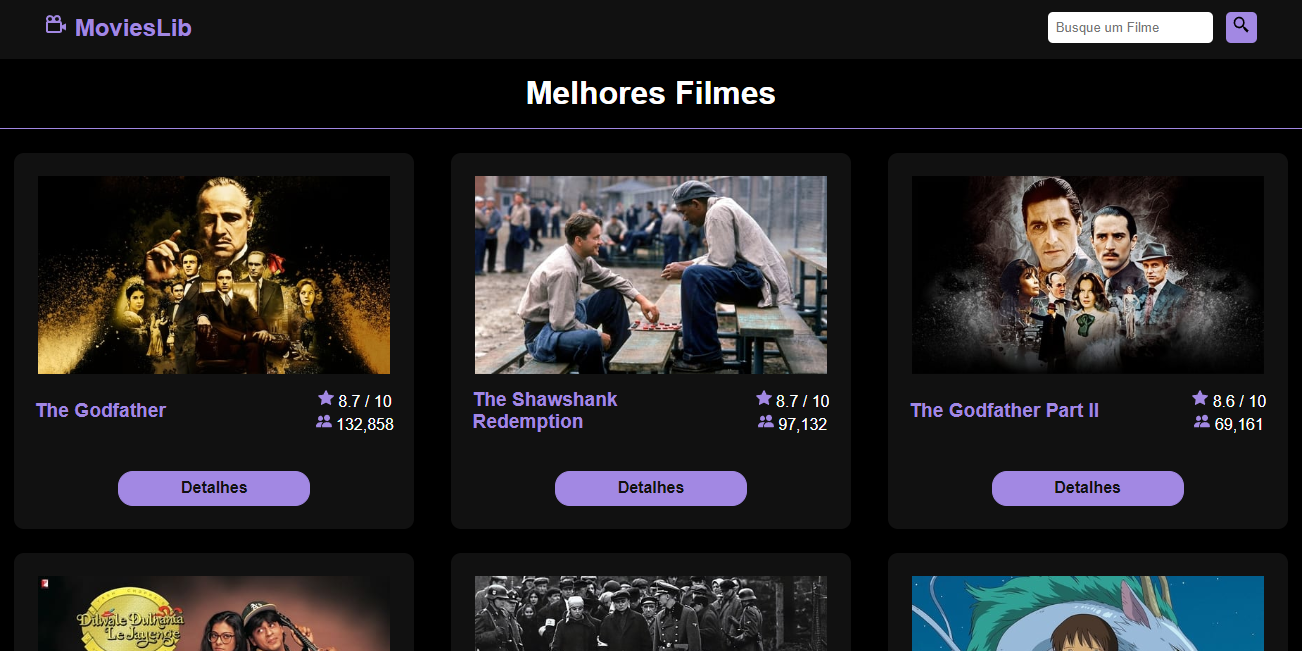 MoviesLib
Busque um Filme
Melhores Filmes
The Godfather
8.7 / 10
132,858
Detalhes
The Shawshank
Redemption
8.7 / 10
97,132
Detalhes
The Godfather Part II
8.6 / 10
69,161
Detalhes
Dilwale Dulhania
Le Jayenge